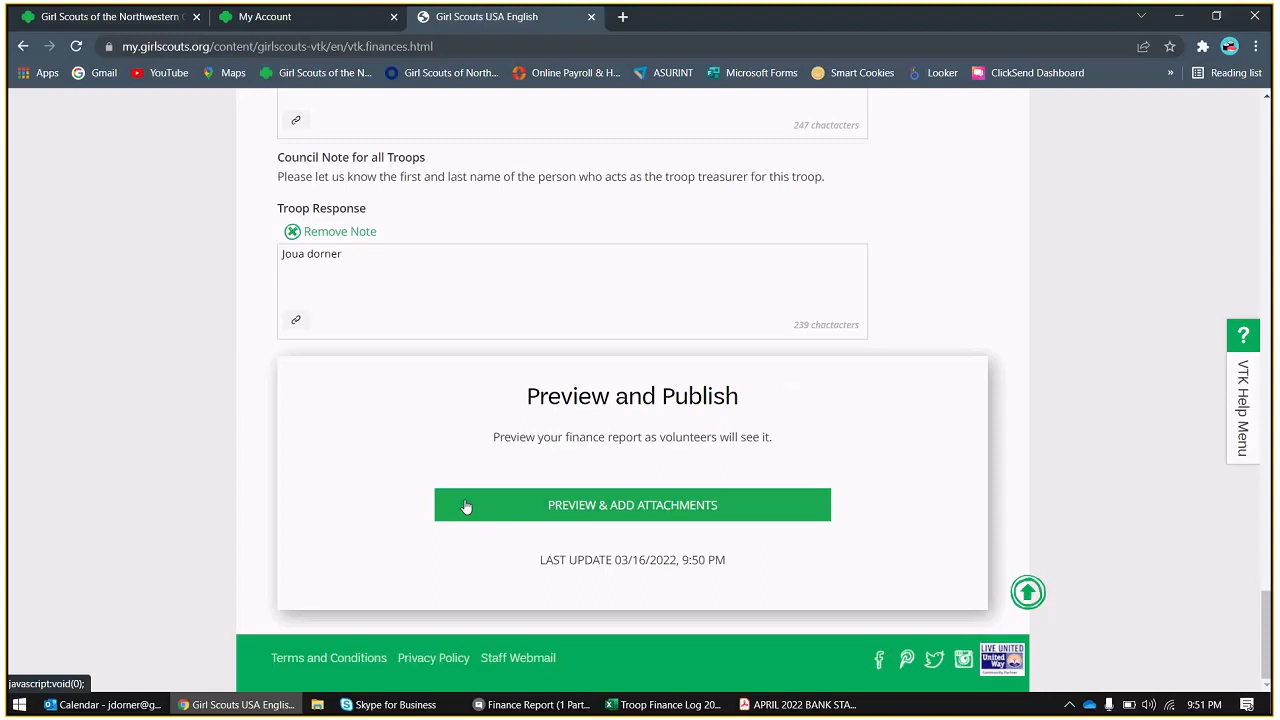 Girl Scouts of the Northwestern
My Account
Girl Scouts USA English
my.girlscouts.org/content/girlscouts-vtk/en/vtk.finances.html
Apps
Gmail
YouTube
Maps
Girl Scouts of the N...
Girl Scouts of North...
Online Payroll & H...
ASURINT
Microsoft Forms
Smart Cookies
Looker
ClickSend Dashboard
»
Reading list
247 chactacters
Council Note for all Troops
Please let us know the first and last name of the person who acts as the troop treasurer for this troop.
Troop Response
Remove Note
Joua dorner
239 chactacters
?
VTK Help Menu
Preview and Publish
Preview your finance report as volunteers will see it.
PREVIEW & ADD ATTACHMENTS
LAST UPDATE 03/16/2022, 9:50 PM
Terms and Conditions
Privacy Policy
Staff Webmail
LIVE UNITED
United Way
javascript:void(0);
Calendar - jdorner@g...
Girl Scouts USA Englis...
Skype for Business
Finance Report (1 Part...
Troop Finance Log 20...
APRIL 2022 BANK STA...
9:51 PM